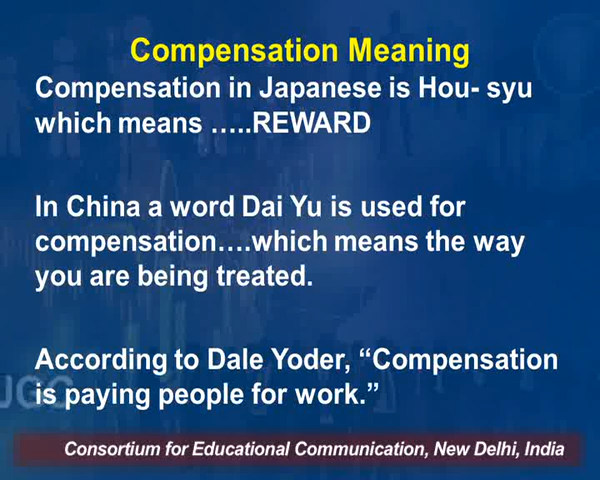 Compensation Meaning
Compensation in Japanese is Hou- syu
which means …..REWARD
In China a word Dai Yu is used for
compensation….which means the way
you are being treated.
According to Dale Yoder, “Compensation
is paying people for work.”
UGC
Consortium for Educational Communication, New Delhi, India